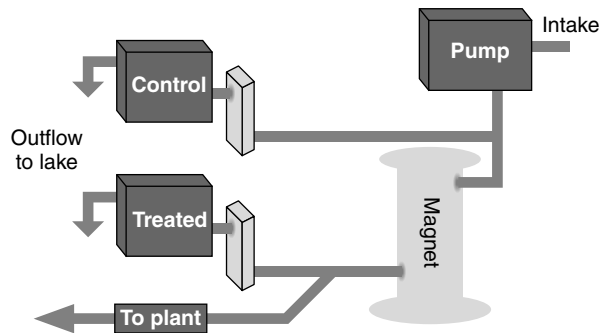 Intake
Pump
Control
Outflow
to lake
Treated
Magnet
To plant